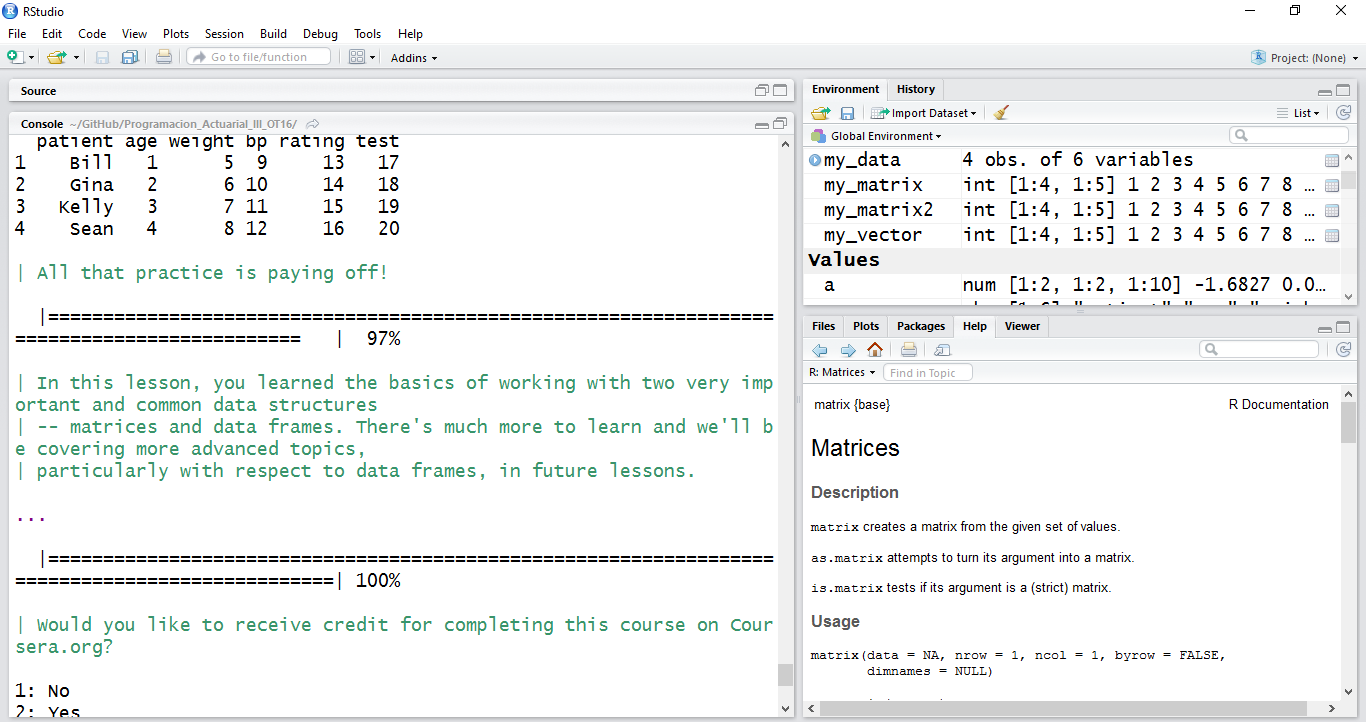 RStudio
File Edit Code View Plots Session Build Debug Tools Help
Go to file/function Addins Project: (None)
Source
Console ~/GitHub/Programacion_Actuarial_III_OT16/
patient age weight bp rating test
1 Bill 1 5 9 13 17
2 Gina 2 6 10 14 18
3 Kelly 3 7 11 15 19
4 Sean 4 8 12 16 20
| All that practice is paying off!
|==================================================================
========================== | 97%
| In this lesson, you learned the basics of working with two very imp
ortant and common data structures
| -- matrices and data frames. There's much more to learn and we'll b
e covering more advanced topics,
| particularly with respect to data frames, in future lessons.
...
|==================================================================
=============================| 100%
| Would you like to receive credit for completing this course on Cour
sera.org?
1: No
2: Yes
Environment History
Import Dataset List
Global Environment
my_data 4 obs. of 6 variables
my_matrix int [1:4, 1:5] 1 2 3 4 5 6 7 8 ...
my_matrix2 int [1:4, 1:5] 1 2 3 4 5 6 7 8 ...
my_vector int [1:4, 1:5] 1 2 3 4 5 6 7 8 ...
Values
a num [1:2, 1:2, 1:10] -1.6827 0.0...
Files Plots Packages Help Viewer
R: Matrices Find in Topic
matrix {base} R Documentation
Matrices
Description
matrix creates a matrix from the given set of values.
as.matrix attempts to turn its argument into a matrix.
is.matrix tests if its argument is a (strict) matrix.
Usage
matrix(data = NA, nrow = 1, ncol = 1, byrow = FALSE,
dimnames = NULL)